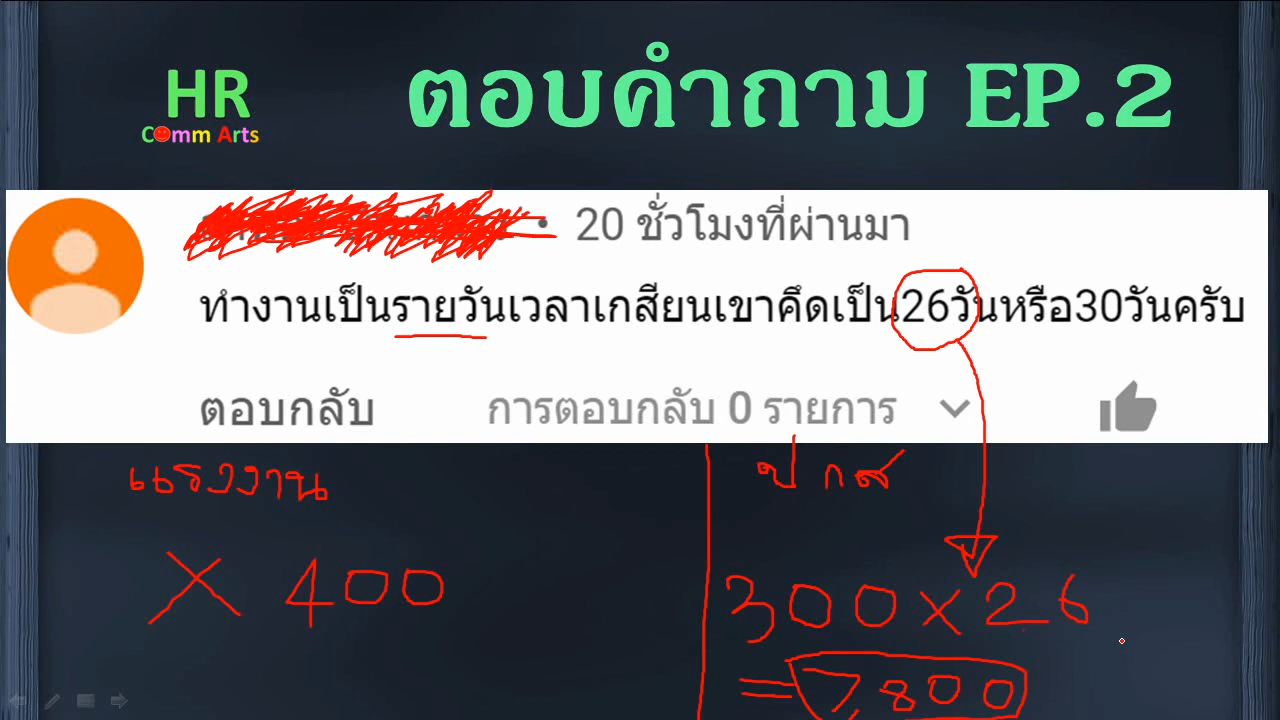 HR
Comm Arts
ตอบคำถาม EP.2
• 20 ชั่วโมงที่ผ่านมา
ทำงานเป็นรายวันเวลาเกสียนเขาคึดเป็น26วันหรือ30วันครับ
ตอบกลับ การตอบกลับ 0 รายการ
แรงงาน
ปกส
X 400
300 x 26
= 7,800